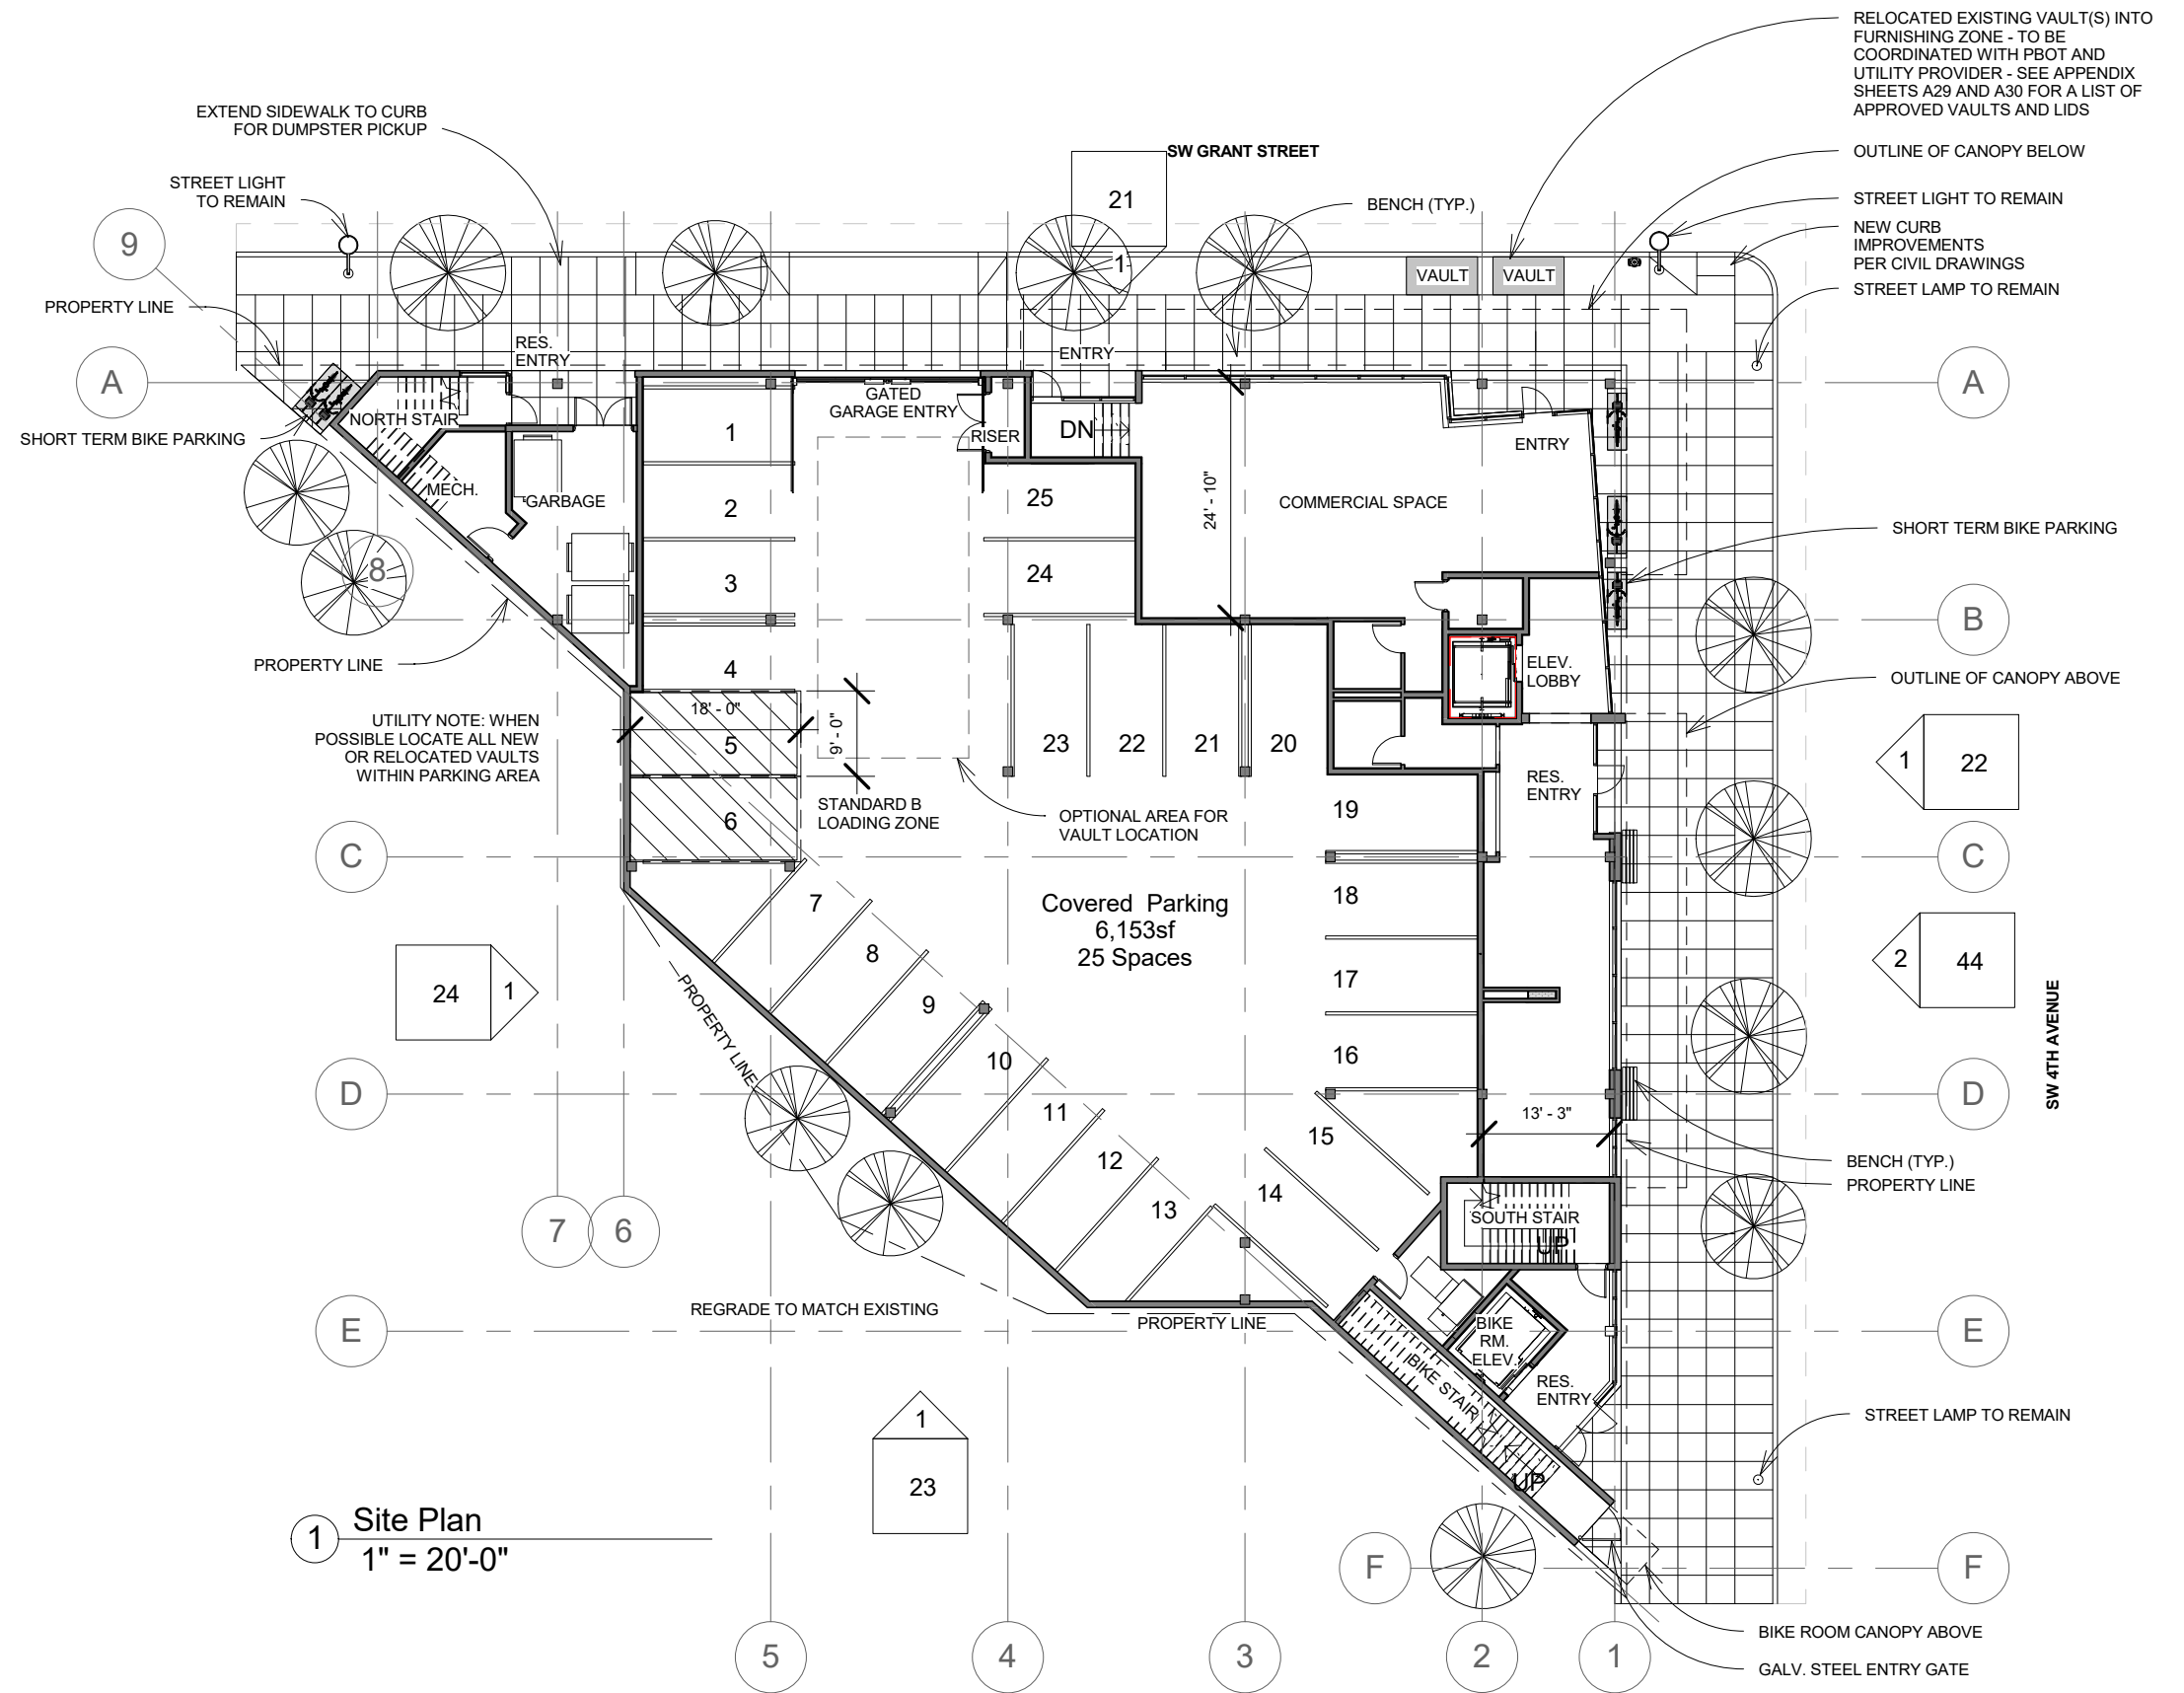 RELOCATED EXISTING VAULT(S) INTO
FURNISHING ZONE - TO BE
COORDINATED WITH PBOT AND
UTILITY PROVIDER - SEE APPENDIX
SHEETS A29 AND A30 FOR A LIST OF
APPROVED VAULTS AND LIDS
EXTEND SIDEWALK TO CURB
FOR DUMPSTER PICKUP
SW GRANT STREET
OUTLINE OF CANOPY BELOW
STREET LIGHT
TO REMAIN
21
1
BENCH (TYP.)
STREET LIGHT TO REMAIN
NEW CURB
IMPROVEMENTS
PER CIVIL DRAWINGS
9
VAULT
VAULT
STREET LAMP TO REMAIN
PROPERTY LINE
RES.
ENTRY
ENTRY
A
A
GATED
GARAGE ENTRY
NORTH STAIR
SHORT TERM BIKE PARKING
1
RISER
DN
ENTRY
MECH.
GARBAGE
2
25
24' - 10"
COMMERCIAL SPACE
SHORT TERM BIKE PARKING
8
3
24
B
PROPERTY LINE
4
ELEV.
LOBBY
OUTLINE OF CANOPY ABOVE
18' - 0"
UTILITY NOTE: WHEN
POSSIBLE LOCATE ALL NEW
OR RELOCATED VAULTS
WITHIN PARKING AREA
5
9' - 0"
23
22
21
20
1
22
RES.
ENTRY
6
STANDARD B
LOADING ZONE
OPTIONAL AREA FOR
VAULT LOCATION
19
C
C
7
Covered Parking
6,153sf
25 Spaces
18
8
24
1
PROPERTY LINE
9
17
2
44
SW 4TH AVENUE
10
16
D
D
11
13' - 3"
15
12
BENCH (TYP.)
PROPERTY LINE
14
13
7
6
SOUTH STAIR
UP
REGRADE TO MATCH EXISTING
PROPERTY LINE
E
E
BIKE
RM.
ELEV.
BIKE STAIR
RES.
ENTRY
1
23
STREET LAMP TO REMAIN
UP
1
Site Plan
1" = 20'-0"
F
F
BIKE ROOM CANOPY ABOVE
GALV. STEEL ENTRY GATE
5
4
3
2
1